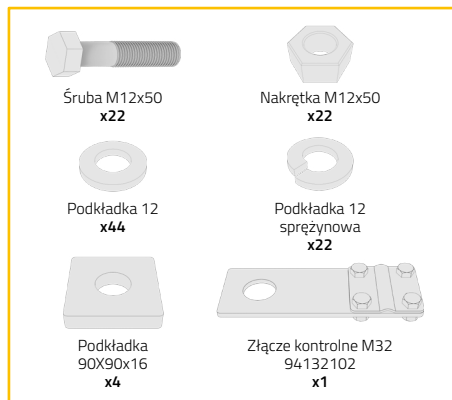 Śruba M12x50
x22
Nakrętka M12x50
x22
Podkładka 12
x44
Podkładka 12
sprężynowa
x22
Podkładka
90X90x16
x4
Złącze kontrolne M32
94132102
x1